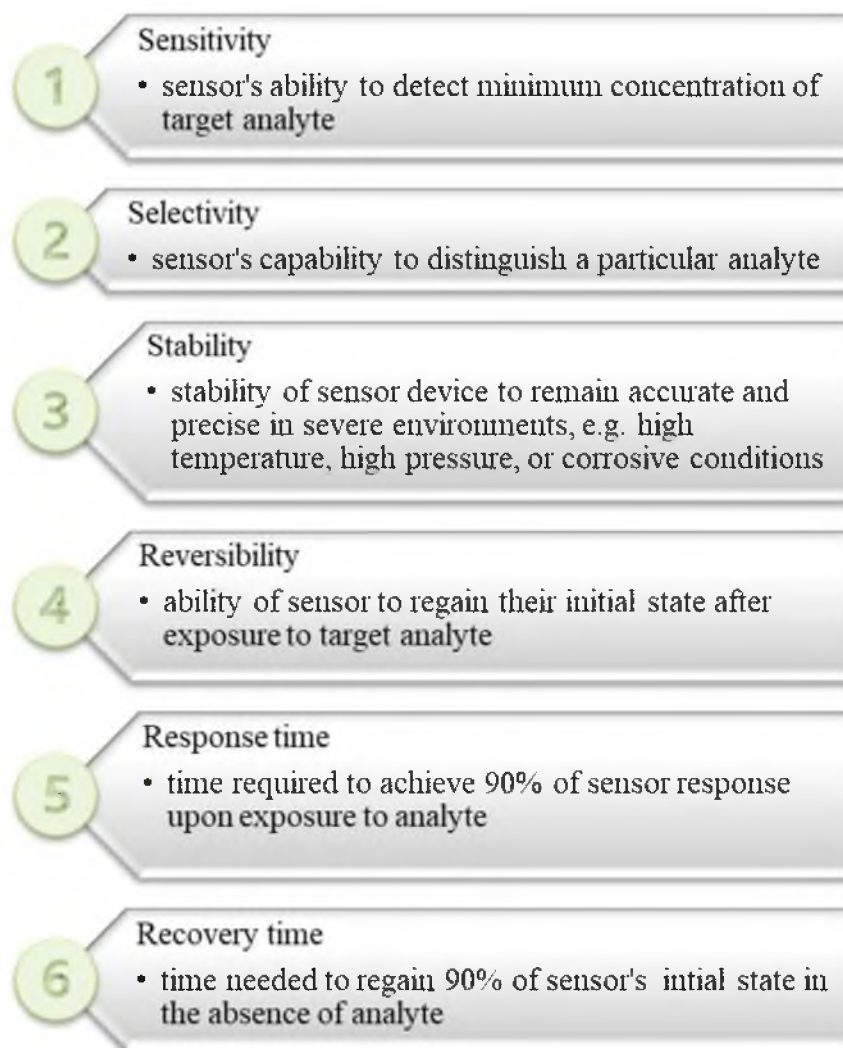 1
Sensitivity
• sensor's ability to detect minimum concentration of
target analyte
2
Selectivity
• sensor's capability to distinguish a particular analyte
3
Stability
• stability of sensor device to remain accurate and
precise in severe environments, e.g. high
temperature, high pressure, or corrosive conditions
4
Reversibility
• ability of sensor to regain their initial state after
exposure to target analyte
5
Response time
• time required to achieve 90% of sensor response
upon exposure to analyte
6
Recovery time
• time needed to regain 90% of sensor's intial state in
the absence of analyte